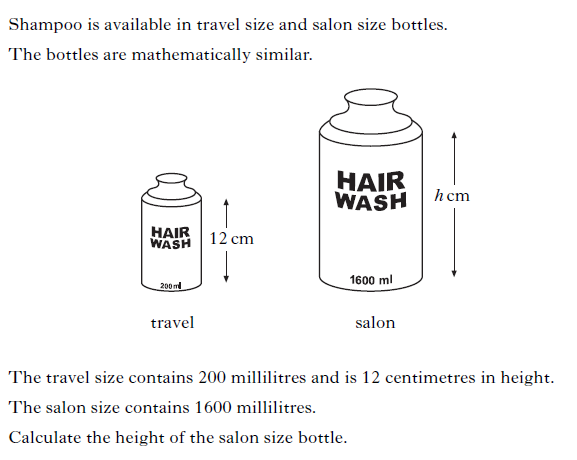 Shampoo is available in travel size and salon size bottles.
The bottles are mathematically similar.
HAIR
WASH
200 ml
12 cm
travel
HAIR
WASH
1600 ml
h cm
salon
The travel size contains 200 millilitres and is 12 centimetres in height.
The salon size contains 1600 millilitres.
Calculate the height of the salon size bottle.